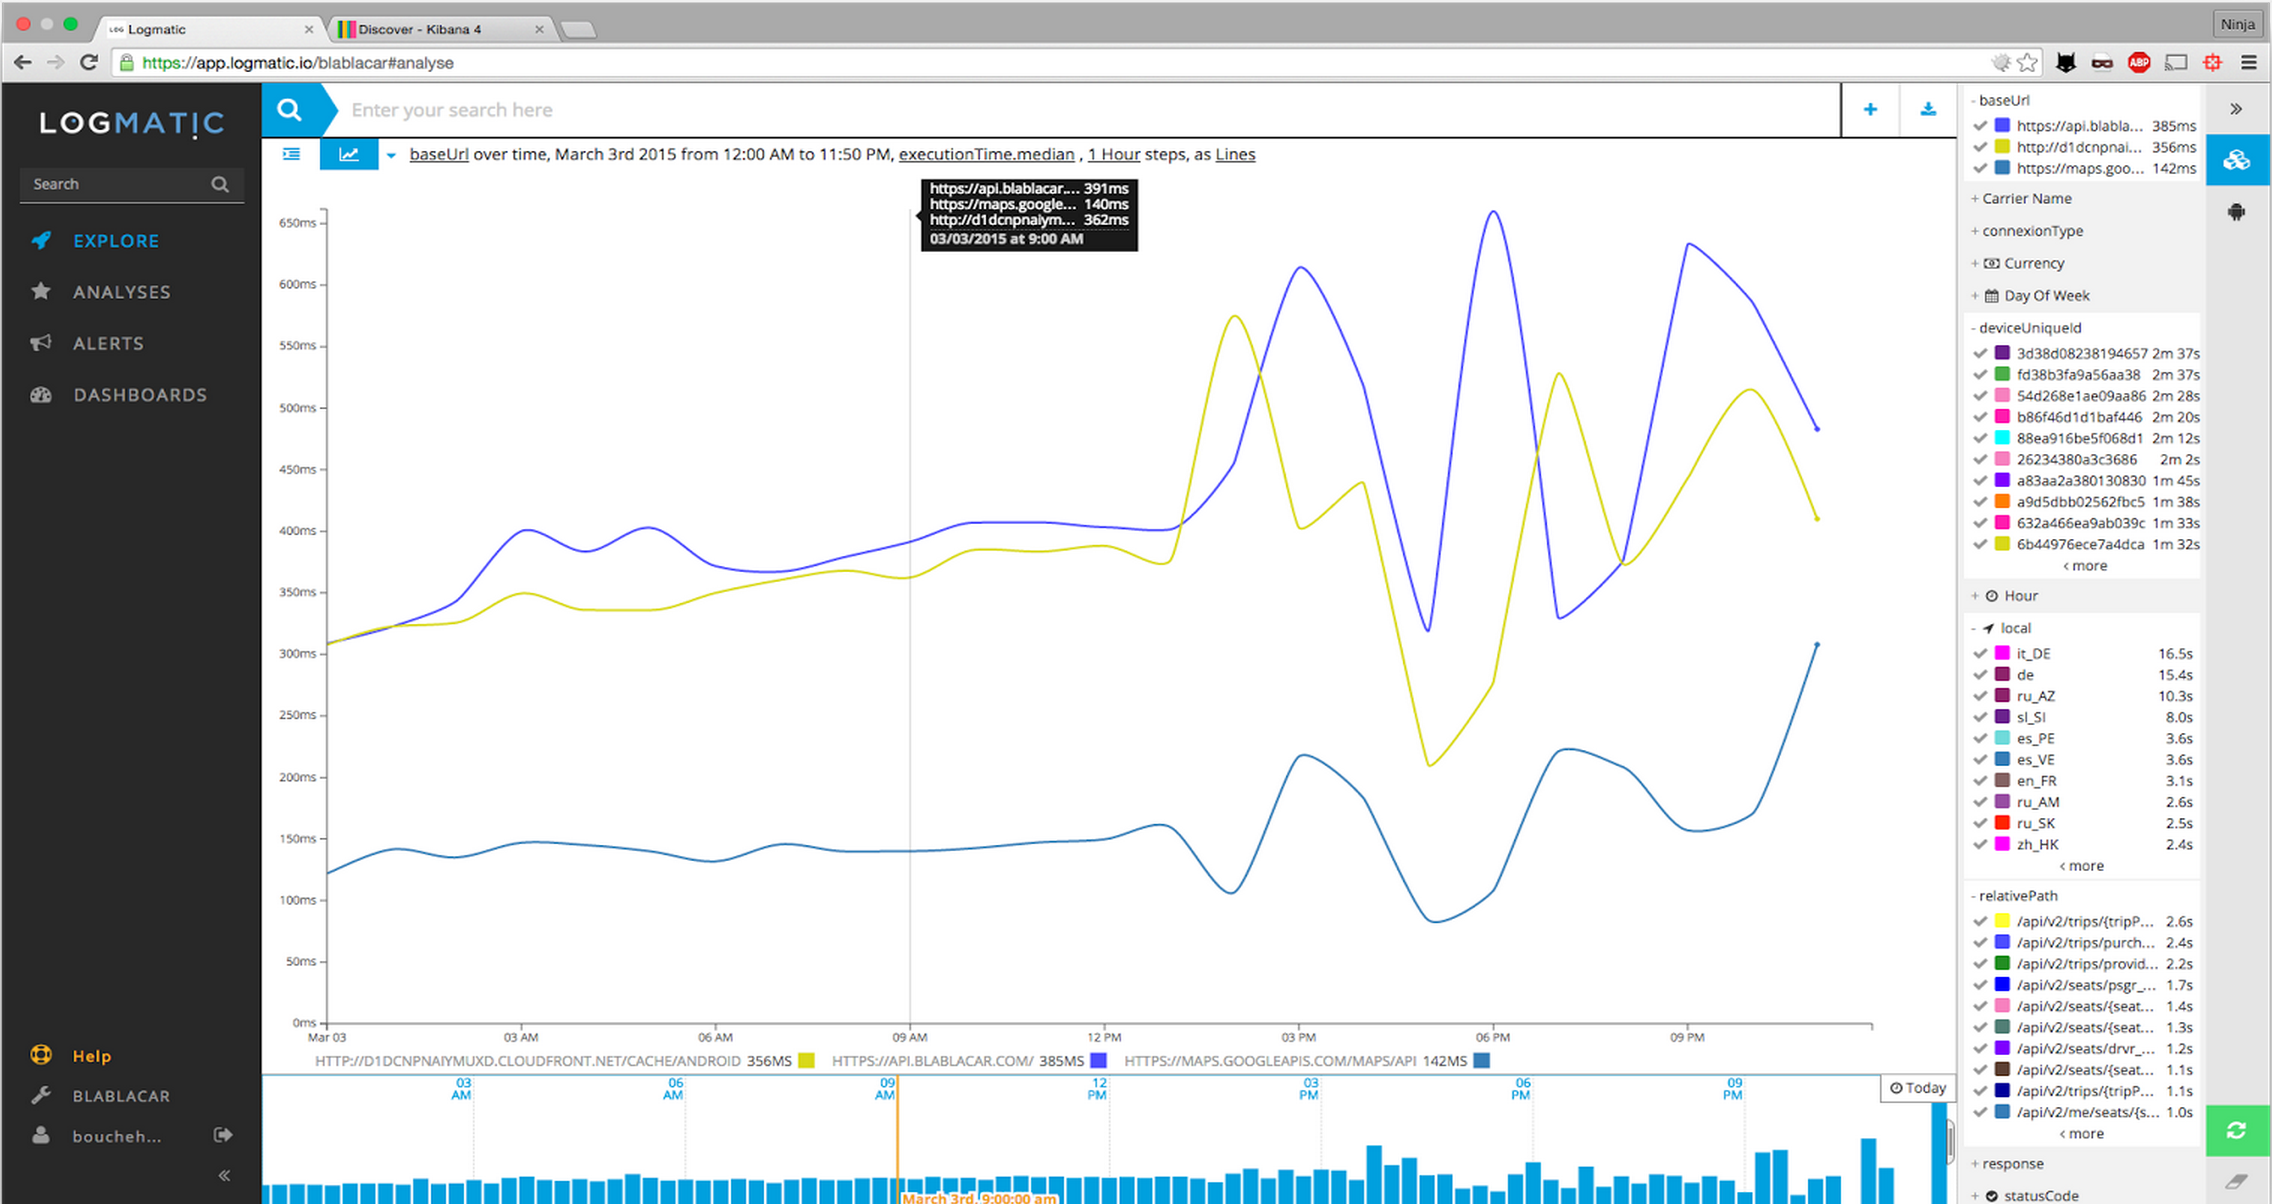 Logmatic
Discover - Kibana 4
Ninja
https://app.logmatic.io/blablacar#analyse
LOGMATIC
Search
EXPLORE
ANALYSES
ALERTS
DASHBOARDS
Help
BLABLACAR
boucheh...
Enter your search here
baseUrl over time, March 3rd 2015 from 12:00 AM to 11:50 PM, executionTime.median , 1 Hour steps, as Lines
https://api.blablacar.... 391ms
https://maps.google... 140ms
http://d1dcnpnaiym... 362ms
03/03/2015 at 9:00 AM
650ms
600ms
550ms
500ms
450ms
400ms
350ms
300ms
250ms
200ms
150ms
100ms
50ms
0ms
Mar 03 03 AM 06 AM 09 AM 12 PM 03 PM 06 PM 09 PM
HTTP://D1DCNPNAIYMUXD.CLOUDFRONT.NET/CACHE/ANDROID 356MS HTTPS://API.BLABLACAR.COM/ 385MS HTTPS://MAPS.GOOGLEAPIS.COM/MAPS/API 142MS
03 AM 06 AM 09 AM 12 PM 03 PM 06 PM 09 PM
Today
March 3rd, 9:00:00 am
- baseUrl
https://api.blabla... 385ms
http://d1dcnpnai... 356ms
https://maps.goo... 142ms
+ Carrier Name
+ connexionType
+ Currency
+ Day Of Week
- deviceUniqueId
3d38d08238194657 2m 37s
fd38b3fa9a56aa38 2m 37s
54d268e1ae09aa86 2m 28s
b86f46d1d1baf446 2m 20s
88ea916be5f068d1 2m 12s
26234380a3c3686 2m 2s
a83aa2a380130830 1m 45s
a9d5dbb02562fbc5 1m 38s
632a466ea9ab039c 1m 33s
6b44976ece7a4dca 1m 32s
‹ more
+ Hour
- local
it_DE 16.5s
de 15.4s
ru_AZ 10.3s
sl_SI 8.0s
es_PE 3.6s
es_VE 3.6s
en_FR 3.1s
ru_AM 2.6s
ru_SK 2.5s
zh_HK 2.4s
‹ more
- relativePath
/api/v2/trips/{tripP... 2.6s
/api/v2/trips/purch... 2.4s
/api/v2/trips/provid... 2.2s
/api/v2/seats/psgr_... 1.7s
/api/v2/seats/{seat... 1.4s
/api/v2/seats/{seat... 1.3s
/api/v2/seats/drvr_... 1.2s
/api/v2/seats/{seat... 1.1s
/api/v2/trips/{tripP... 1.1s
/api/v2/me/seats/{s... 1.0s
‹ more
+ response
+ statusCode
ABP